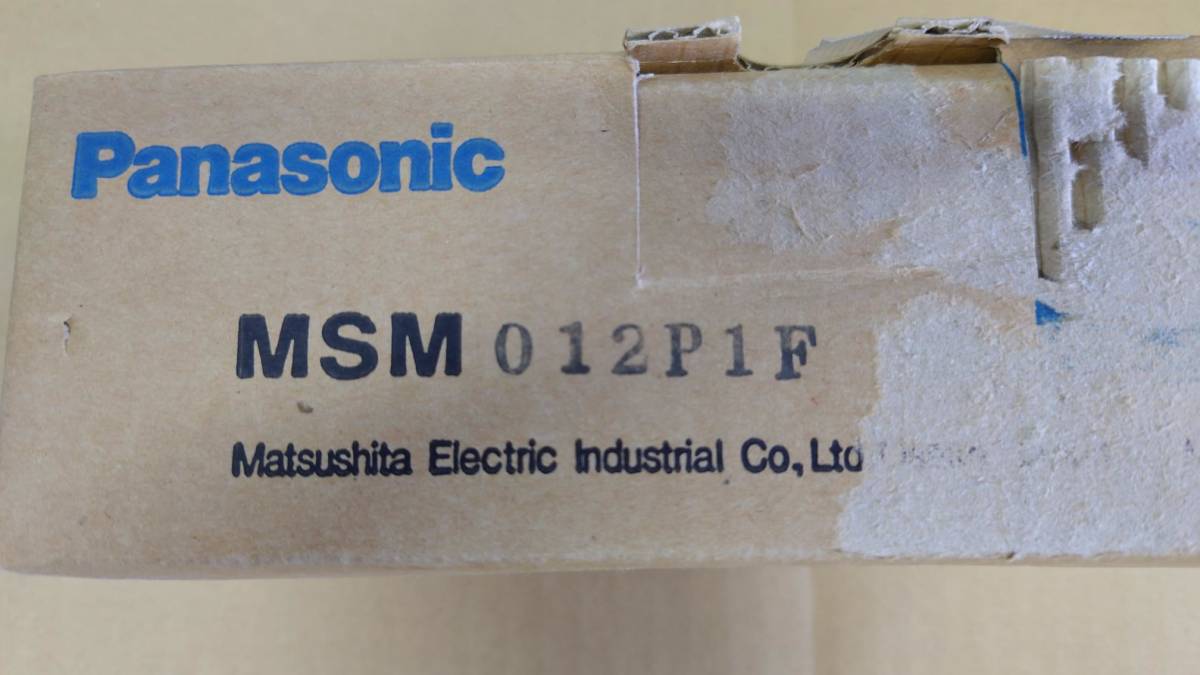 Panasonic
MSM 012P1F
Matsushita Electric Industrial Co., Ltd